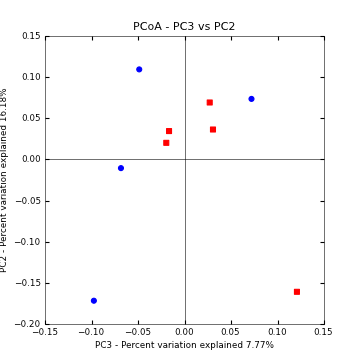 PCoA - PC3 vs PC2
0.15
0.10
0.05
0.00
−0.05
−0.10
−0.15
−0.20
PC2 - Percent variation explained 16.18%
−0.15 −0.10 −0.05 0.00 0.05 0.10 0.15
PC3 - Percent variation explained 7.77%